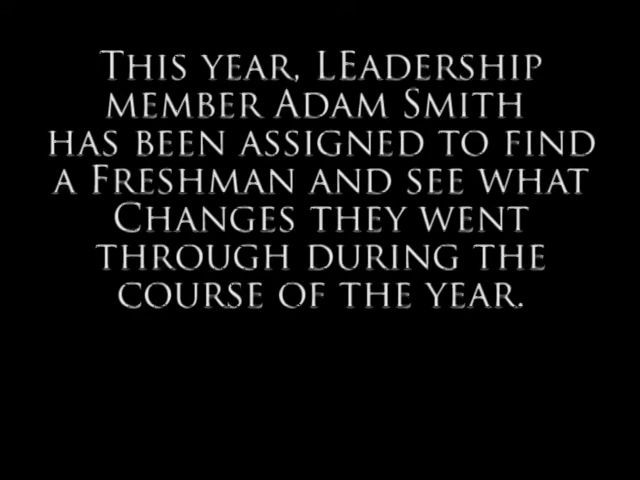 This year, LEadership
member Adam Smith
has been assigned to find
a Freshman and see what
Changes they went
through during the
course of the year.